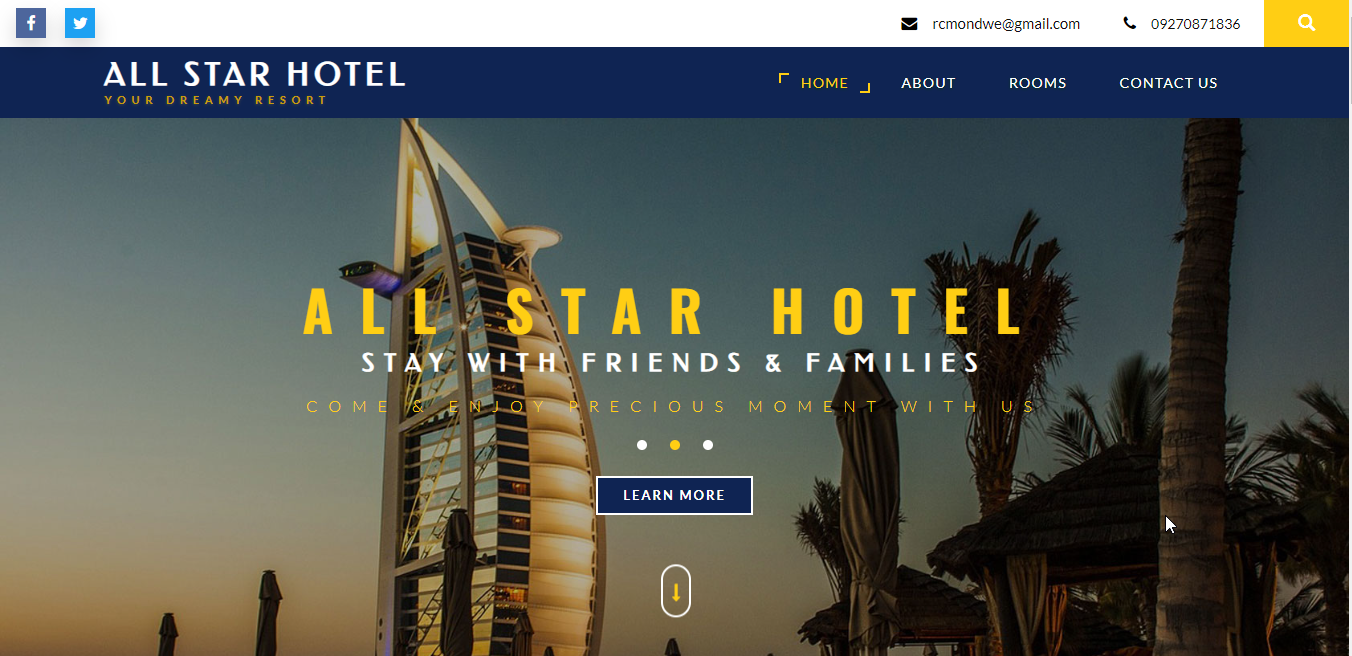 rcmondwe@gmail.com 09270871836
ALL STAR HOTEL
YOUR DREAMY RESORT
HOME ABOUT ROOMS CONTACT US
ALL STAR HOTEL
STAY WITH FRIENDS & FAMILIES
COME & ENJOY PRECIOUS MOMENT WITH US
LEARN MORE